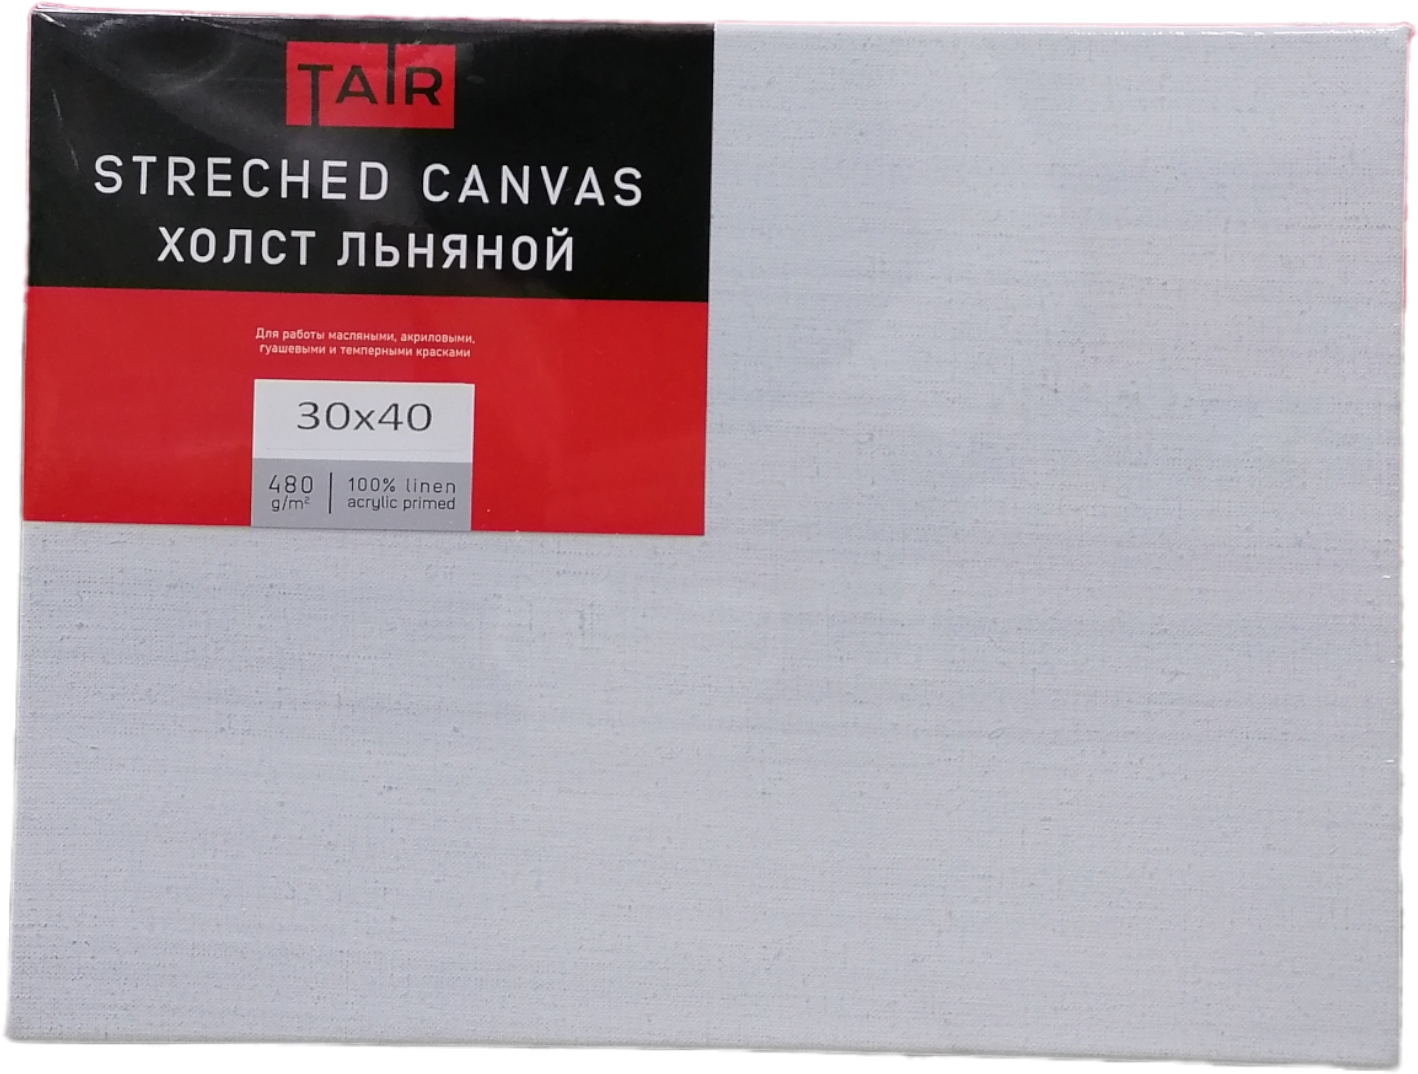 TAIR
STRECHED CANVAS
ХОЛСТ ЛЬНЯНОЙ
Для работы масляными, акриловыми,
гуашевыми и темперными красками
30x40
480
g/m²
100% linen
acrylic primed